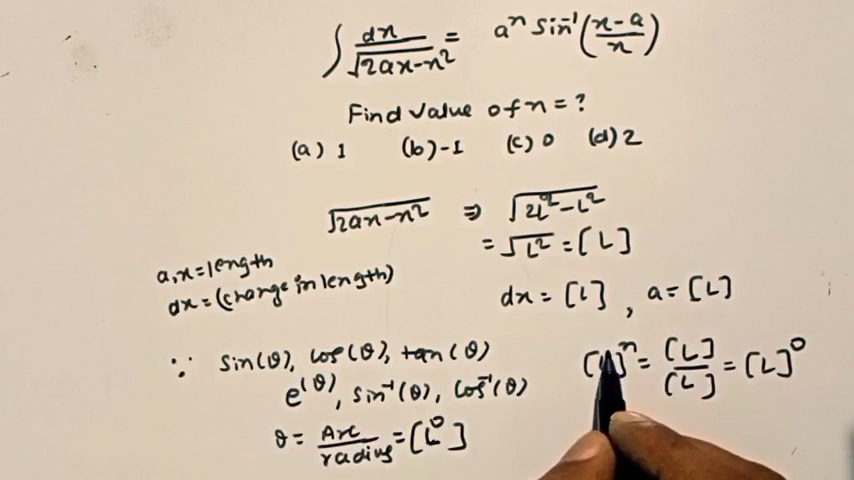 ∫ dx/√2ax-x² = aⁿ sin⁻¹(x-a/x)
Find value of n = ?
(a) 1 (b) -1 (c) 0 (d) 2
√2ax-x² ⇒ √2L²-L²
= √L² = [L]
a,x = length
dx = (change in length)
dx = [L] , a = [L]
∵ sin(θ), cos(θ), tan(θ)
e^(θ), sin⁻¹(θ), cos⁻¹(θ)
θ = Arc/radius = [L⁰]
[L]ⁿ = [L]/[L] = [L]⁰